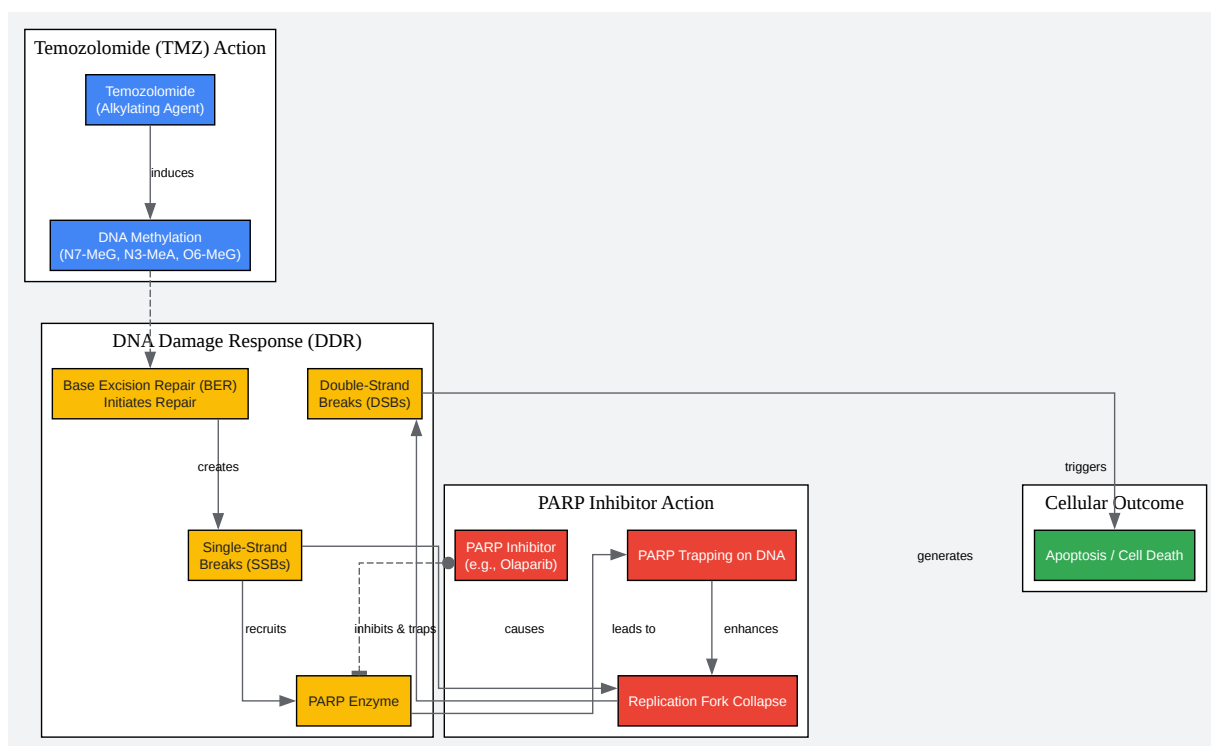 Temozolomide (TMZ) Action
Temozolomide
(Alkylating Agent)
induces
DNA Methylation
(N7-MeG, N3-MeA, O6-MeG)
DNA Damage Response (DDR)
Base Excision Repair (BER)
Initiates Repair
Double-Strand
Breaks (DSBs)
creates
triggers
Single-Strand
Breaks (SSBs)
PARP Inhibitor Action
PARP Inhibitor
(e.g., Olaparib)
PARP Trapping on DNA
generates
Cellular Outcome
Apoptosis / Cell Death
recruits
inhibits & traps
causes
leads to
enhances
PARP Enzyme
Replication Fork Collapse